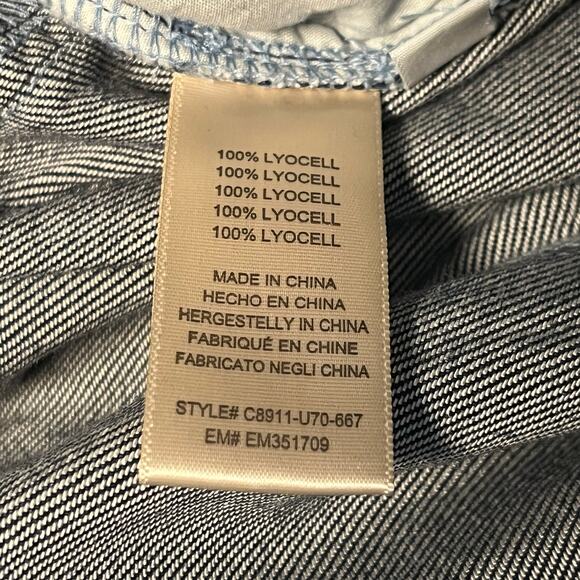 100% LYOCELL
100% LYOCELL
100% LYOCELL
100% LYOCELL
100% LYOCELL
MADE IN CHINA
HECHO EN CHINA
HERGESTELLY IN CHINA
FABRIQUÉ EN CHINE
FABRICATO NEGLI CHINA
STYLE# C8911-U70-667
EM# EM351709